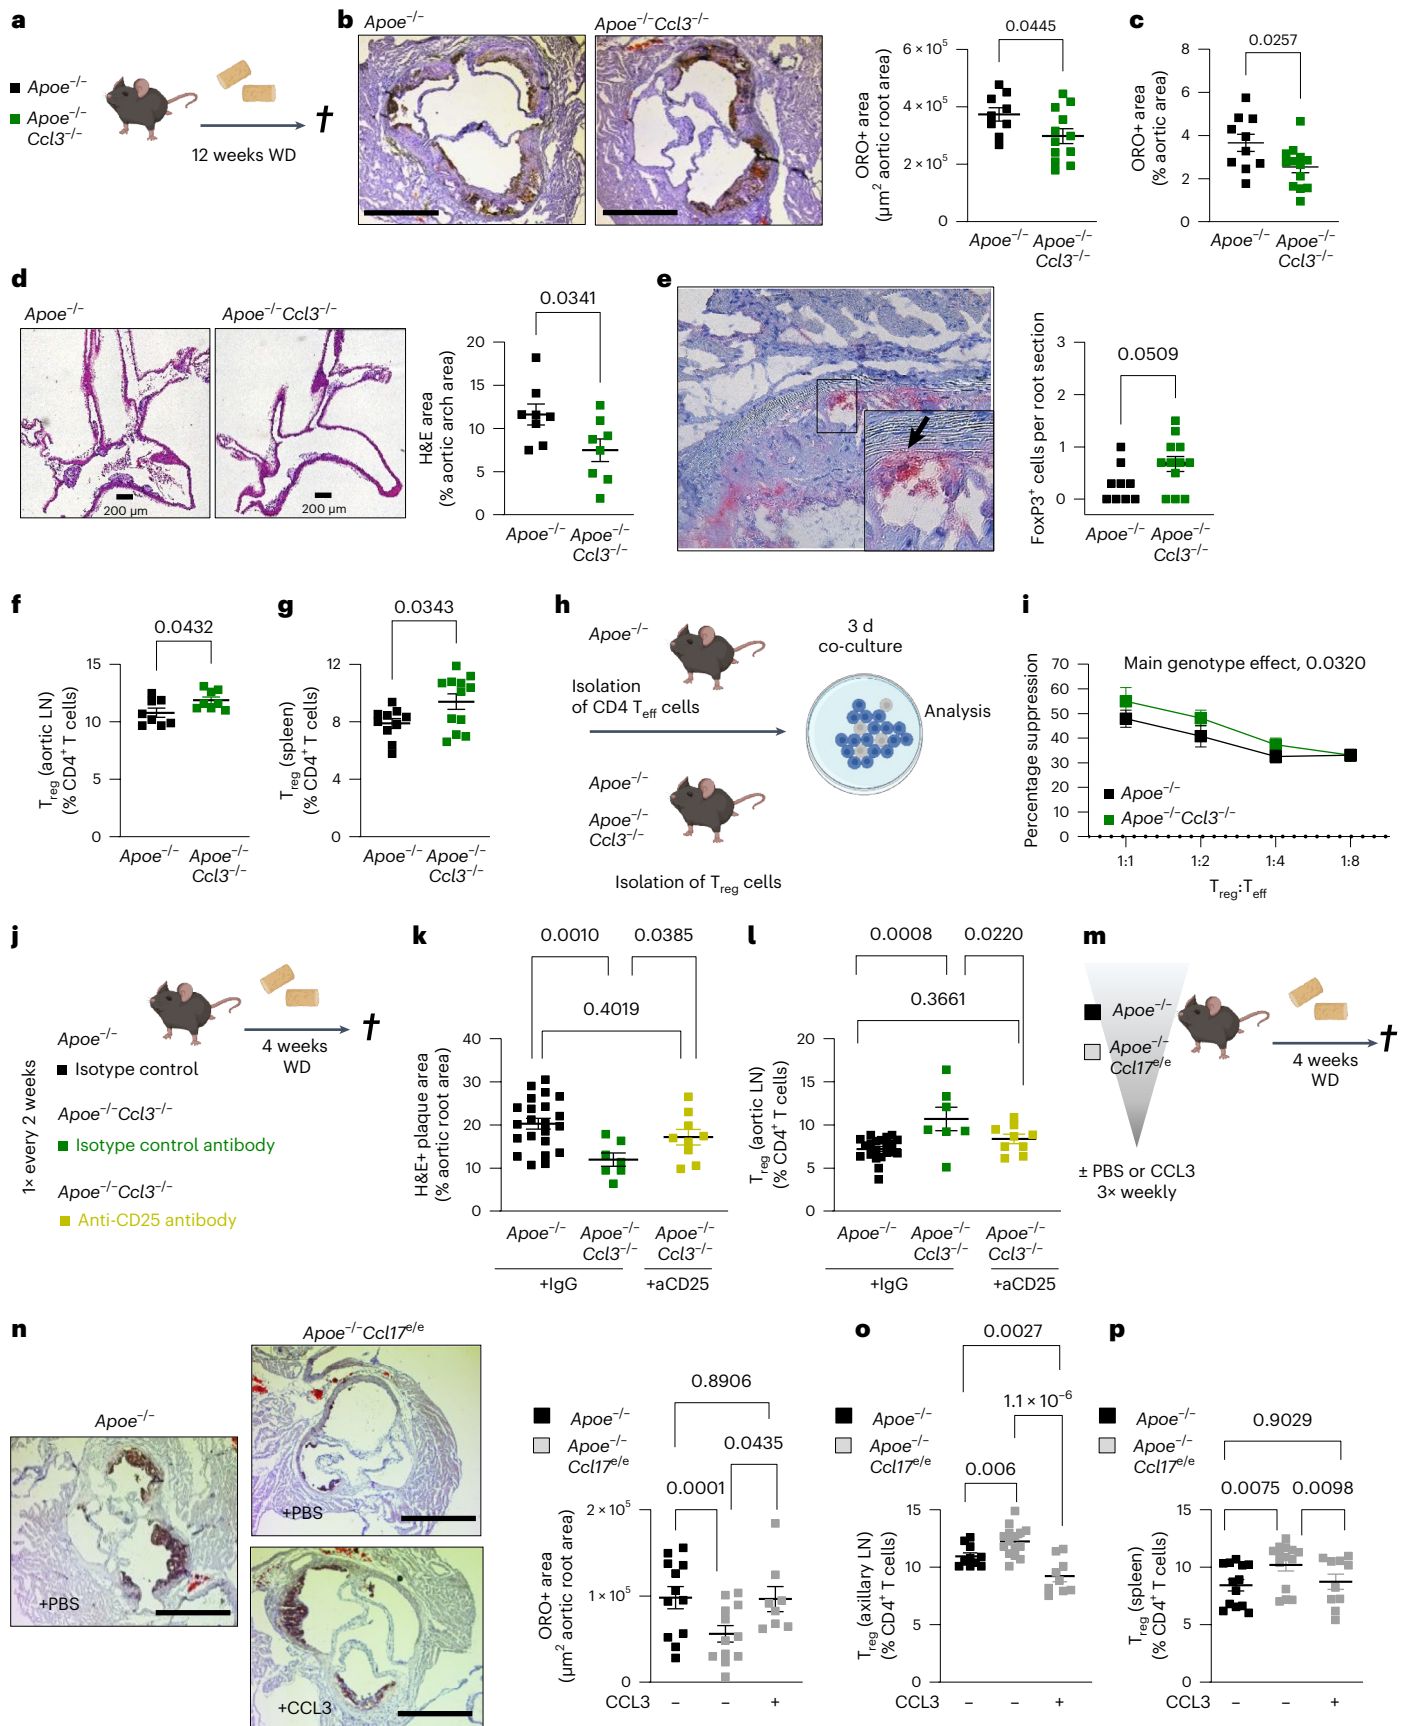 a
Apoe−/−
Apoe−/−
Ccl3−/−
12 weeks WD
b
Apoe−/−
Apoe−/−Ccl3−/−
ORO+ area
(µm2 aortic root area)
6 × 10^5
4 × 10^5
2 × 10^5
0
0.0445
Apoe−/−
Apoe−/−
Ccl3−/−
c
ORO+ area
(% aortic area)
8
6
4
2
0
0.0257
Apoe−/−
Apoe−/−
Ccl3−/−
d
Apoe−/−
Apoe−/−Ccl3−/−
200 µm
200 µm
H&E area
(% aortic arch area)
20
15
10
5
0
0.0341
Apoe−/−
Apoe−/−
Ccl3−/−
e
FoxP3+ cells per root section
3
2
1
0
0.0509
Apoe−/−
Apoe−/−
Ccl3−/−
f
Treg (aortic LN)
(% CD4+ T cells)
15
10
5
0
0.0432
Apoe−/−
Apoe−/−
Ccl3−/−
g
Treg (spleen)
(% CD4+ T cells)
12
8
4
0
0.0343
Apoe−/−
Apoe−/−
Ccl3−/−
h
Apoe−/−
Isolation
of CD4 Teff cells
Apoe−/−
Apoe−/−
Ccl3−/−
Isolation of Treg cells
3 d
co-culture
Analysis
i
Percentage suppression
70
60
50
40
30
20
10
0
Main genotype effect, 0.0320
Apoe−/−
Apoe−/−Ccl3−/−
1:1
1:2
1:4
1:8
Treg:Teff
j
1× every 2 weeks
Apoe−/−
Isotype control
Apoe−/−Ccl3−/−
Isotype control antibody
Apoe−/−Ccl3−/−
Anti-CD25 antibody
4 weeks
WD
k
H&E+ plaque area
(% aortic root area)
40
30
20
10
0
0.0010
0.0385
0.4019
Apoe−/−
Apoe−/−
Ccl3−/−
Apoe−/−
Ccl3−/−
+IgG
+aCD25
l
Treg (aortic LN)
(% CD4+ T cells)
20
15
10
5
0
0.0008
0.0220
0.3661
Apoe−/−
Apoe−/−
Ccl3−/−
Apoe−/−
Ccl3−/−
+IgG
+aCD25
m
Apoe−/−
Apoe−/−
Ccl17e/e
4 weeks
WD
± PBS or CCL3
3× weekly
n
Apoe−/−
+PBS
Apoe−/−Ccl17e/e
+PBS
+CCL3
Apoe−/−
Apoe−/−
Ccl17e/e
ORO+ area
(µm2 aortic root area)
2 × 10^5
1 × 10^5
0
0.8906
0.0435
0.0001
CCL3 − − +
o
Apoe−/−
Apoe−/−
Ccl17e/e
Treg (axillary LN)
(% CD4+ T cells)
15
10
5
0
0.0027
1.1 × 10^−6
0.006
CCL3 − − +
p
Apoe−/−
Apoe−/−
Ccl17e/e
Treg (spleen)
(% CD4+ T cells)
15
10
5
0
0.9029
0.0075
0.0098
CCL3 − − +